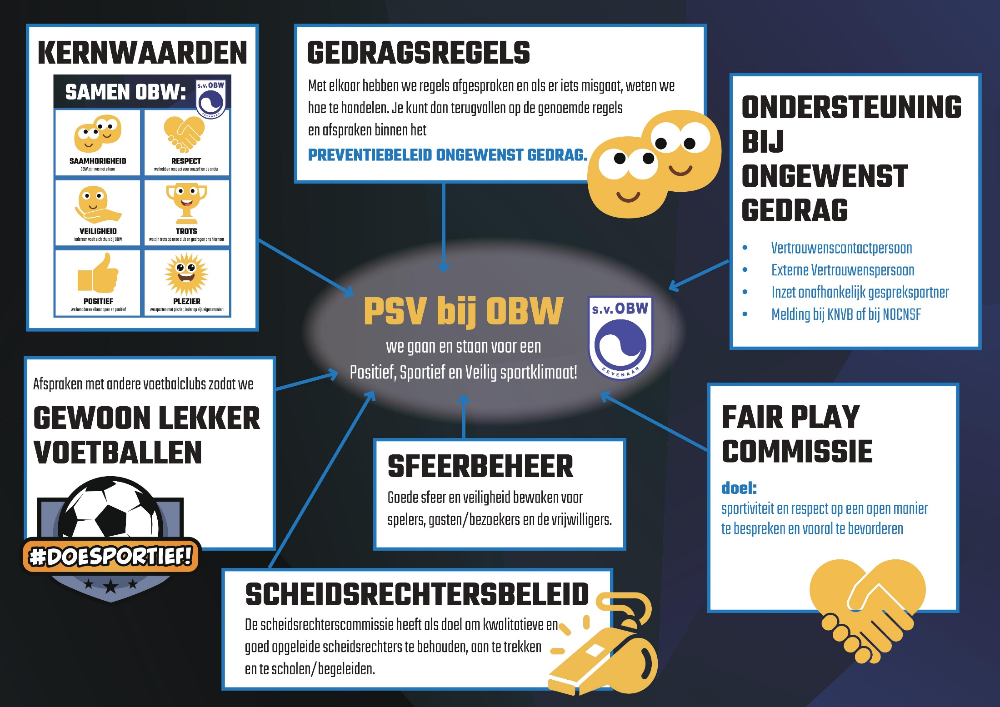 KERNWAARDEN
SAMEN OBW:
s.v. OBW
ZEVENAAR
SAAMHORIGHEID
OBW zijn we met elkaar
RESPECT
we hebben respect voor onszelf en de ander
VEILIGHEID
iedereen voelt zich thuis bij OBW
TROTS
we zijn trots op onze club en gedragen ons hiernaar
POSITIEF
we benaderen elkaar open en positief
PLEZIER
we sporten met plezier, ieder op zijn eigen manier!
GEDRAGSREGELS
Met elkaar hebben we regels afgesproken en als er iets misgaat, weten we
hoe te handelen. Je kunt dan terugvallen op de genoemde regels
en afspraken binnen het
PREVENTIEBELEID ONGEWENST GEDRAG.
ONDERSTEUNING
BIJ
ONGEWENST
GEDRAG
• Vertrouwenscontactpersoon
• Externe Vertrouwenspersoon
• Inzet onafhankelijk gesprekspartner
• Melding bij KNVB of bij NOCNSF
PSV bij OBW
we gaan en staan voor een
Positief, Sportief en Veilig sportklimaat!
s.v. OBW
ZEVENAAR
Afspraken met andere voetbalclubs zodat we
GEWOON LEKKER
VOETBALLEN
#DOESPORTIEF!
SFEERBEHEER
Goede sfeer en veiligheid bewaken voor
spelers, gasten/bezoekers en de vrijwilligers.
FAIR PLAY
COMMISSIE
doel:
sportiviteit en respect op een open manier
te bespreken en vooral te bevorderen
SCHEIDSRECHTERSBELEID
De scheidsrechterscommissie heeft als doel om kwalitatieve en
goed opgeleide scheidsrechters te behouden, aan te trekken
en te scholen/begeleiden.